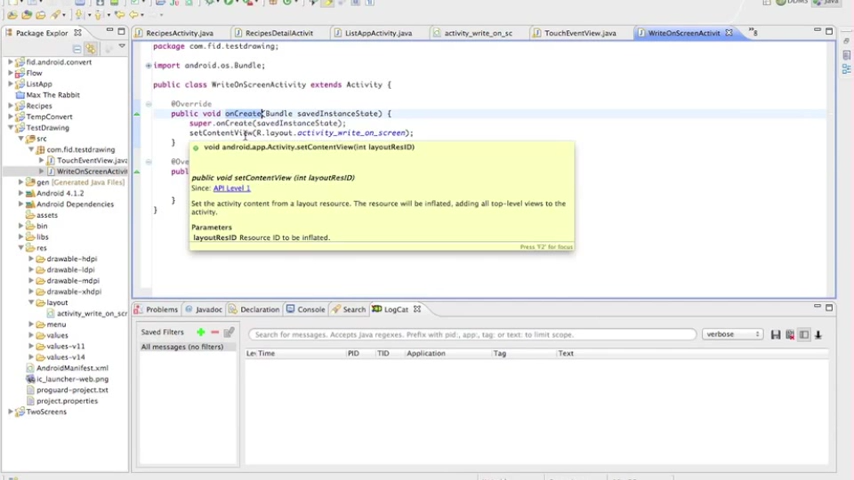 Java
Package Explor
RecipesActivity.java
RecipesDetailActivit
ListAppActivity.java
activity_write_on_sc
TouchEventView.java
WriteOnScreenActivit
fid.android.convert
Flow
ListApp
Max The Rabbit
Recipes
TempConvert
TestDrawing
src
com.fid.testdrawing
TouchEventView.java
WriteOnScreenActivi
gen [Generated Java Files]
Android 4.1.2
Android Dependencies
assets
bin
libs
res
drawable-hdpi
drawable-ldpi
drawable-mdpi
drawable-xhdpi
layout
activity_write_on_scr
menu
values
values-v11
values-v14
AndroidManifest.xml
ic_launcher-web.png
proguard-project.txt
project.properties
TwoScreens
package com.fid.testdrawing;
import android.os.Bundle;
public class WriteOnScreenActivity extends Activity {
@Override
public void onCreate(Bundle savedInstanceState) {
super.onCreate(savedInstanceState);
setContentView(R.layout.activity_write_on_screen);
}
@Ove
publ
}
}
void android.app.Activity.setContentView(int layoutResID)
public void setContentView (int layoutResID)
Since: API Level 1
Set the activity content from a layout resource. The resource will be inflated, adding all top-level views to the
activity.
Parameters
layoutResID Resource ID to be inflated.
Press 'F2' for focus
Problems
Javadoc
Declaration
Console
Search
LogCat
Saved Filters
All messages (no filters)
Search for messages. Accepts Java regexes. Prefix with pid:, app:, tag: or text: to limit scope.
verbose
Time
PID
TID
Application
Tag
Text